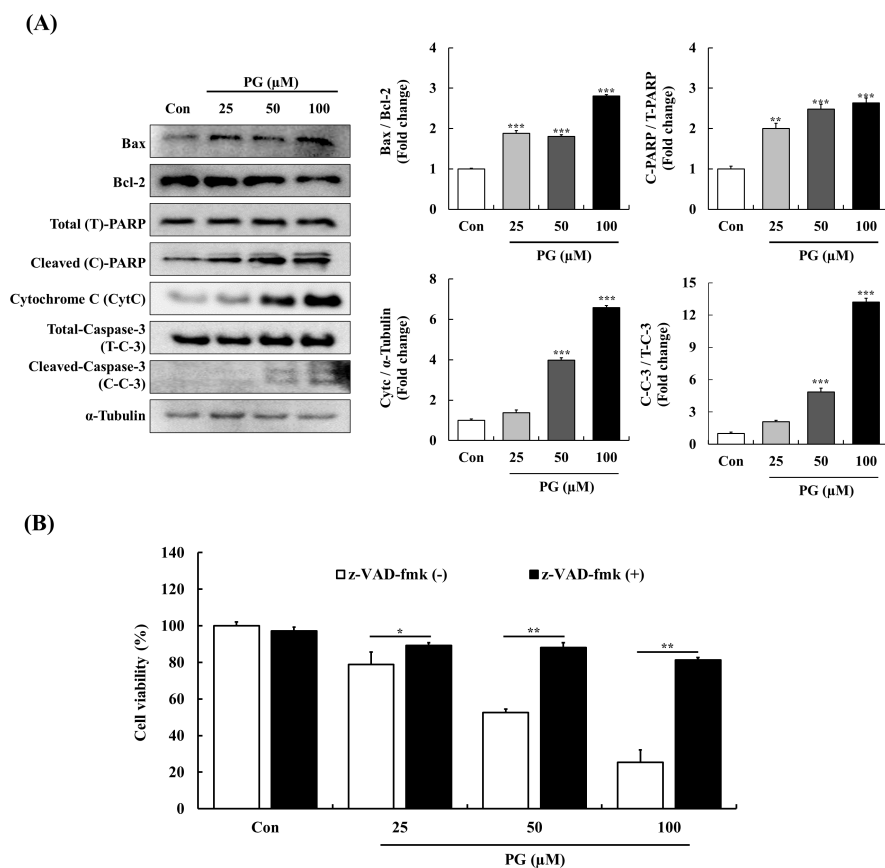 (A)
PG (µM)
Con 25 50 100
Bax
Bcl-2
Total (T)-PARP
Cleaved (C)-PARP
Cytochrome C (CytC)
Total-Caspase-3
(T-C-3)
Cleaved-Caspase-3
(C-C-3)
α-Tubulin
Bax / Bcl-2
(Fold change)
4
3
2
1
0
***
***
***
Con 25 50 100
PG (µM)
C-PARP / T-PARP
(Fold change)
4
3
2
1
0
**
***
***
Con 25 50 100
PG (µM)
Cytc / α-Tubulin
(Fold change)
8
6
4
2
0
***
***
Con 25 50 100
PG (µM)
C-C-3 / T-C-3
(Fold change)
15
12
9
6
3
0
***
***
Con 25 50 100
PG (µM)
(B)
Cell viability (%)
140
120
100
80
60
40
20
0
z-VAD-fmk (-) z-VAD-fmk (+)
*
**
**
Con 25 50 100
PG (µM)